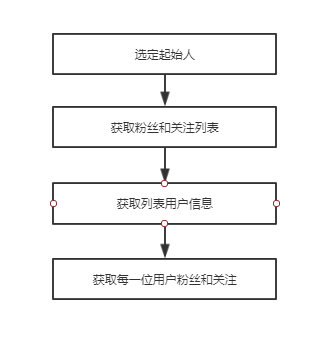 选定起始人
获取粉丝和关注列表
获取列表用户信息
获取每一位用户粉丝和关注